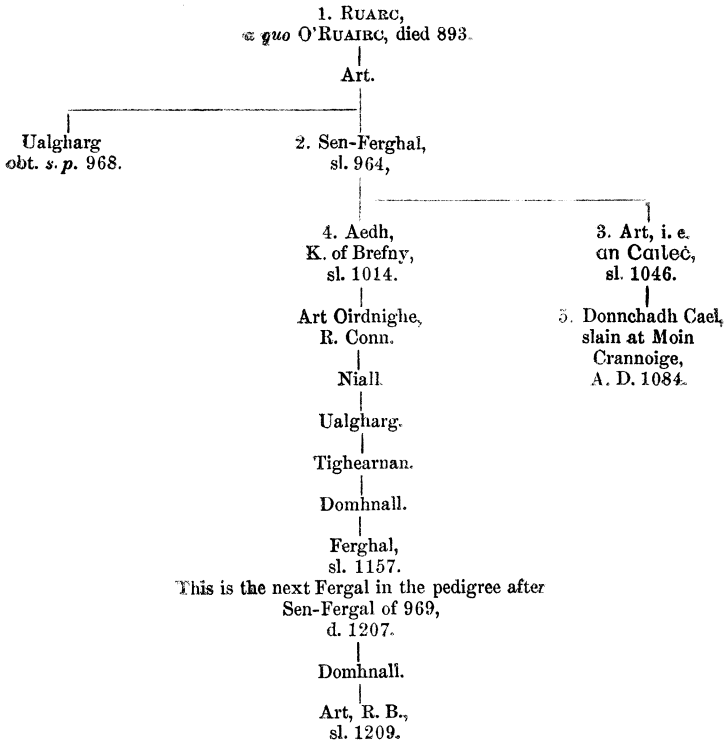 1. RUARC,
a quo O'RUAIRC, died 893.
Art.
Ualgharg
obt. s. p. 968.
2. Sen-Ferghal,
sl. 964,
4. Aedh,
K. of Brefny,
sl. 1014.
3. Art, i. e.
an Caileċ,
sl. 1046.
Art Oirdnighe,
R. Conn.
5. Donnchadh Cael,
slain at Moin
Crannoige,
A. D. 1084.
Niall.
Ualgharg.
Tighearnan.
Domhnall.
Ferghal,
sl. 1157.
This is the next Fergal in the pedigree after
Sen-Fergal of 969,
d. 1207.
Domhnall.
Art, R. B.,
sl. 1209.